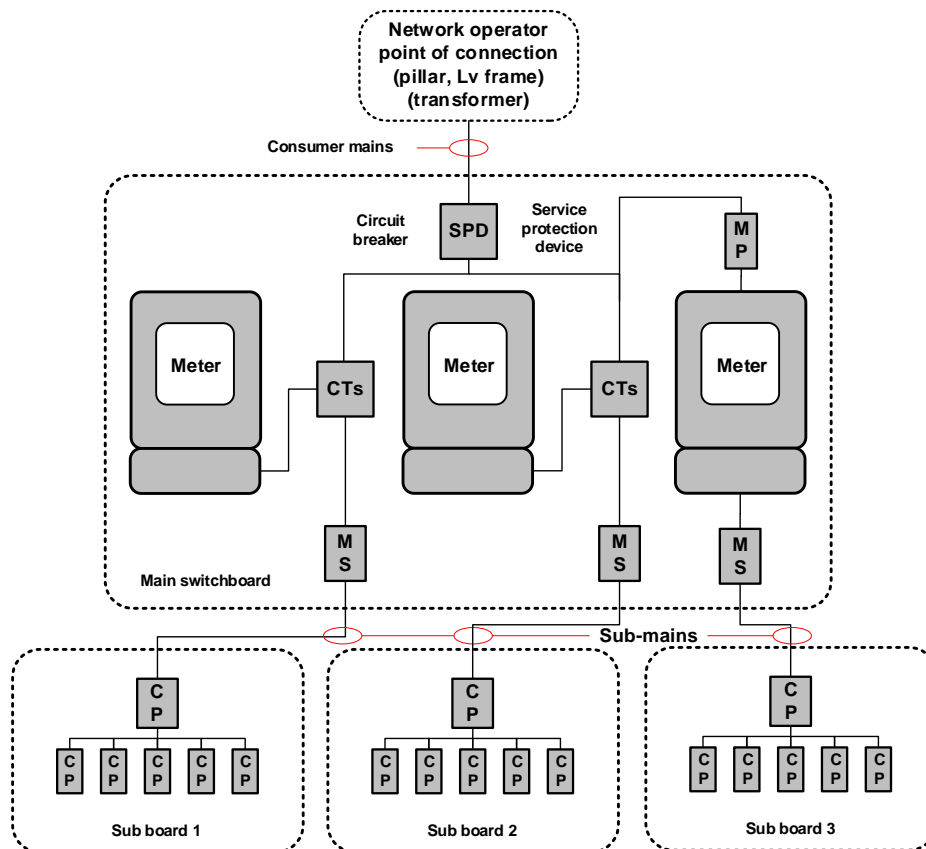 Network operator
point of connection
(pillar, Lv frame)
(transformer)
Consumer mains
Circuit
breaker
SPD
Service
protection
device
M
P
Meter
CTs
Meter
CTs
Meter
M
S
M
S
M
S
Main switchboard
Sub-mains
C
P
C
P
C
P
C
P
C
P
C
P
C
P
C
P
C
P
C
P
C
P
C
P
C
P
C
P
C
P
C
P
C
P
C
P
Sub board 1
Sub board 2
Sub board 3